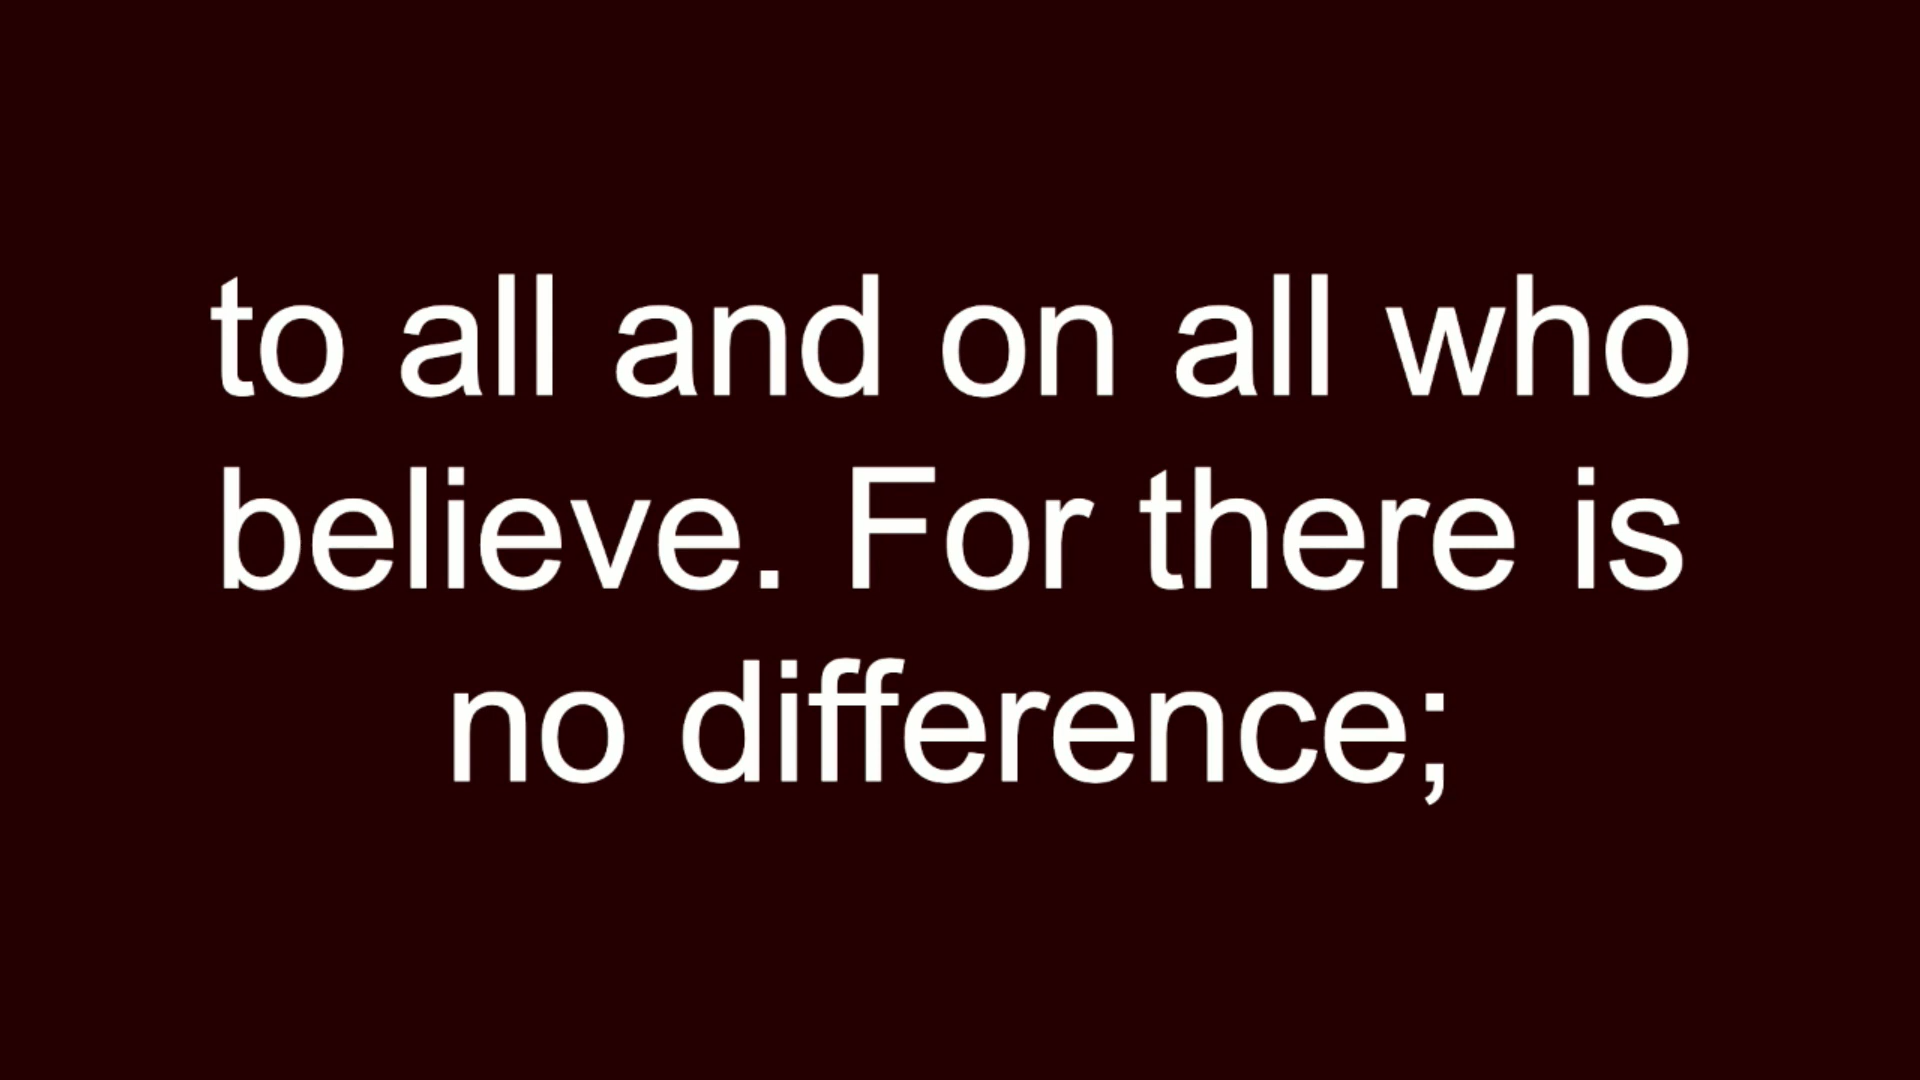 to all and on all who
believe. For there is
no difference;